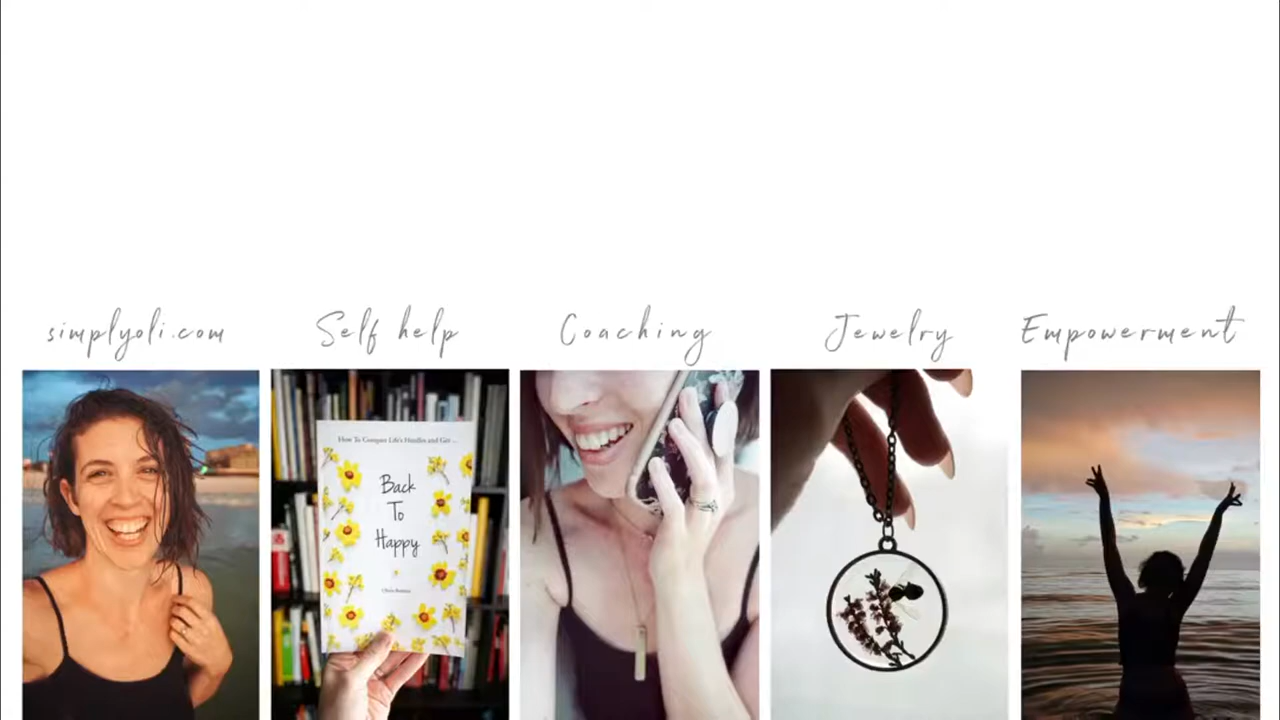 simplyoli.com
Self help
Coaching
Jewelry
Empowerment
How To Conquer Life's Hurdles and Get ...
Back
To
Happy